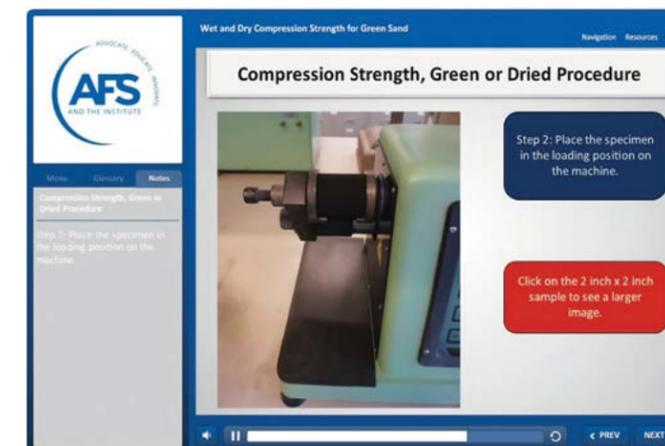 Wet and Dry Compression Strength for Green Sand
Navigation Resources
ADVOCATE. EDUCATE. INNOVATE.
AFS
AND THE INSTITUTE
Compression Strength, Green or Dried Procedure
Menu Glossary Notes
Compression Strength, Green or
Dried Procedure
Step 2: Place the specimen in
the loading position on the
machine.
Step 2: Place the specimen
in the loading position on
the machine.
Click on the 2 inch x 2 inch
sample to see a larger
image.
< PREV NEXT